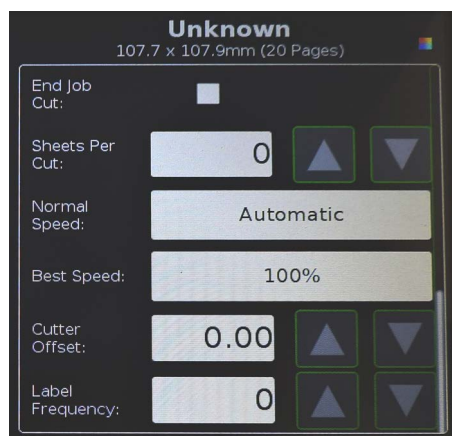 Unknown
107.7 x 107.9mm (20 Pages)
End Job
Cut:
Sheets Per
Cut:
0
Normal
Speed:
Automatic
Best Speed:
100%
Cutter
Offset:
0.00
Label
Frequency:
0